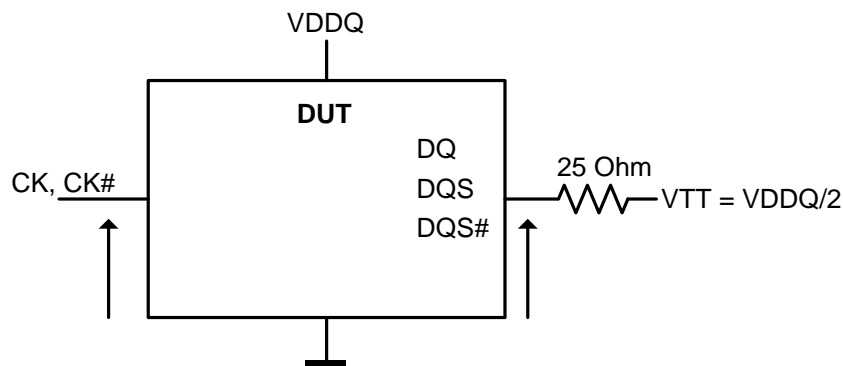 VDDQ
DUT
DQ
25 Ohm
CK, CK#
DQS
VTT = VDDQ/2
DQS#